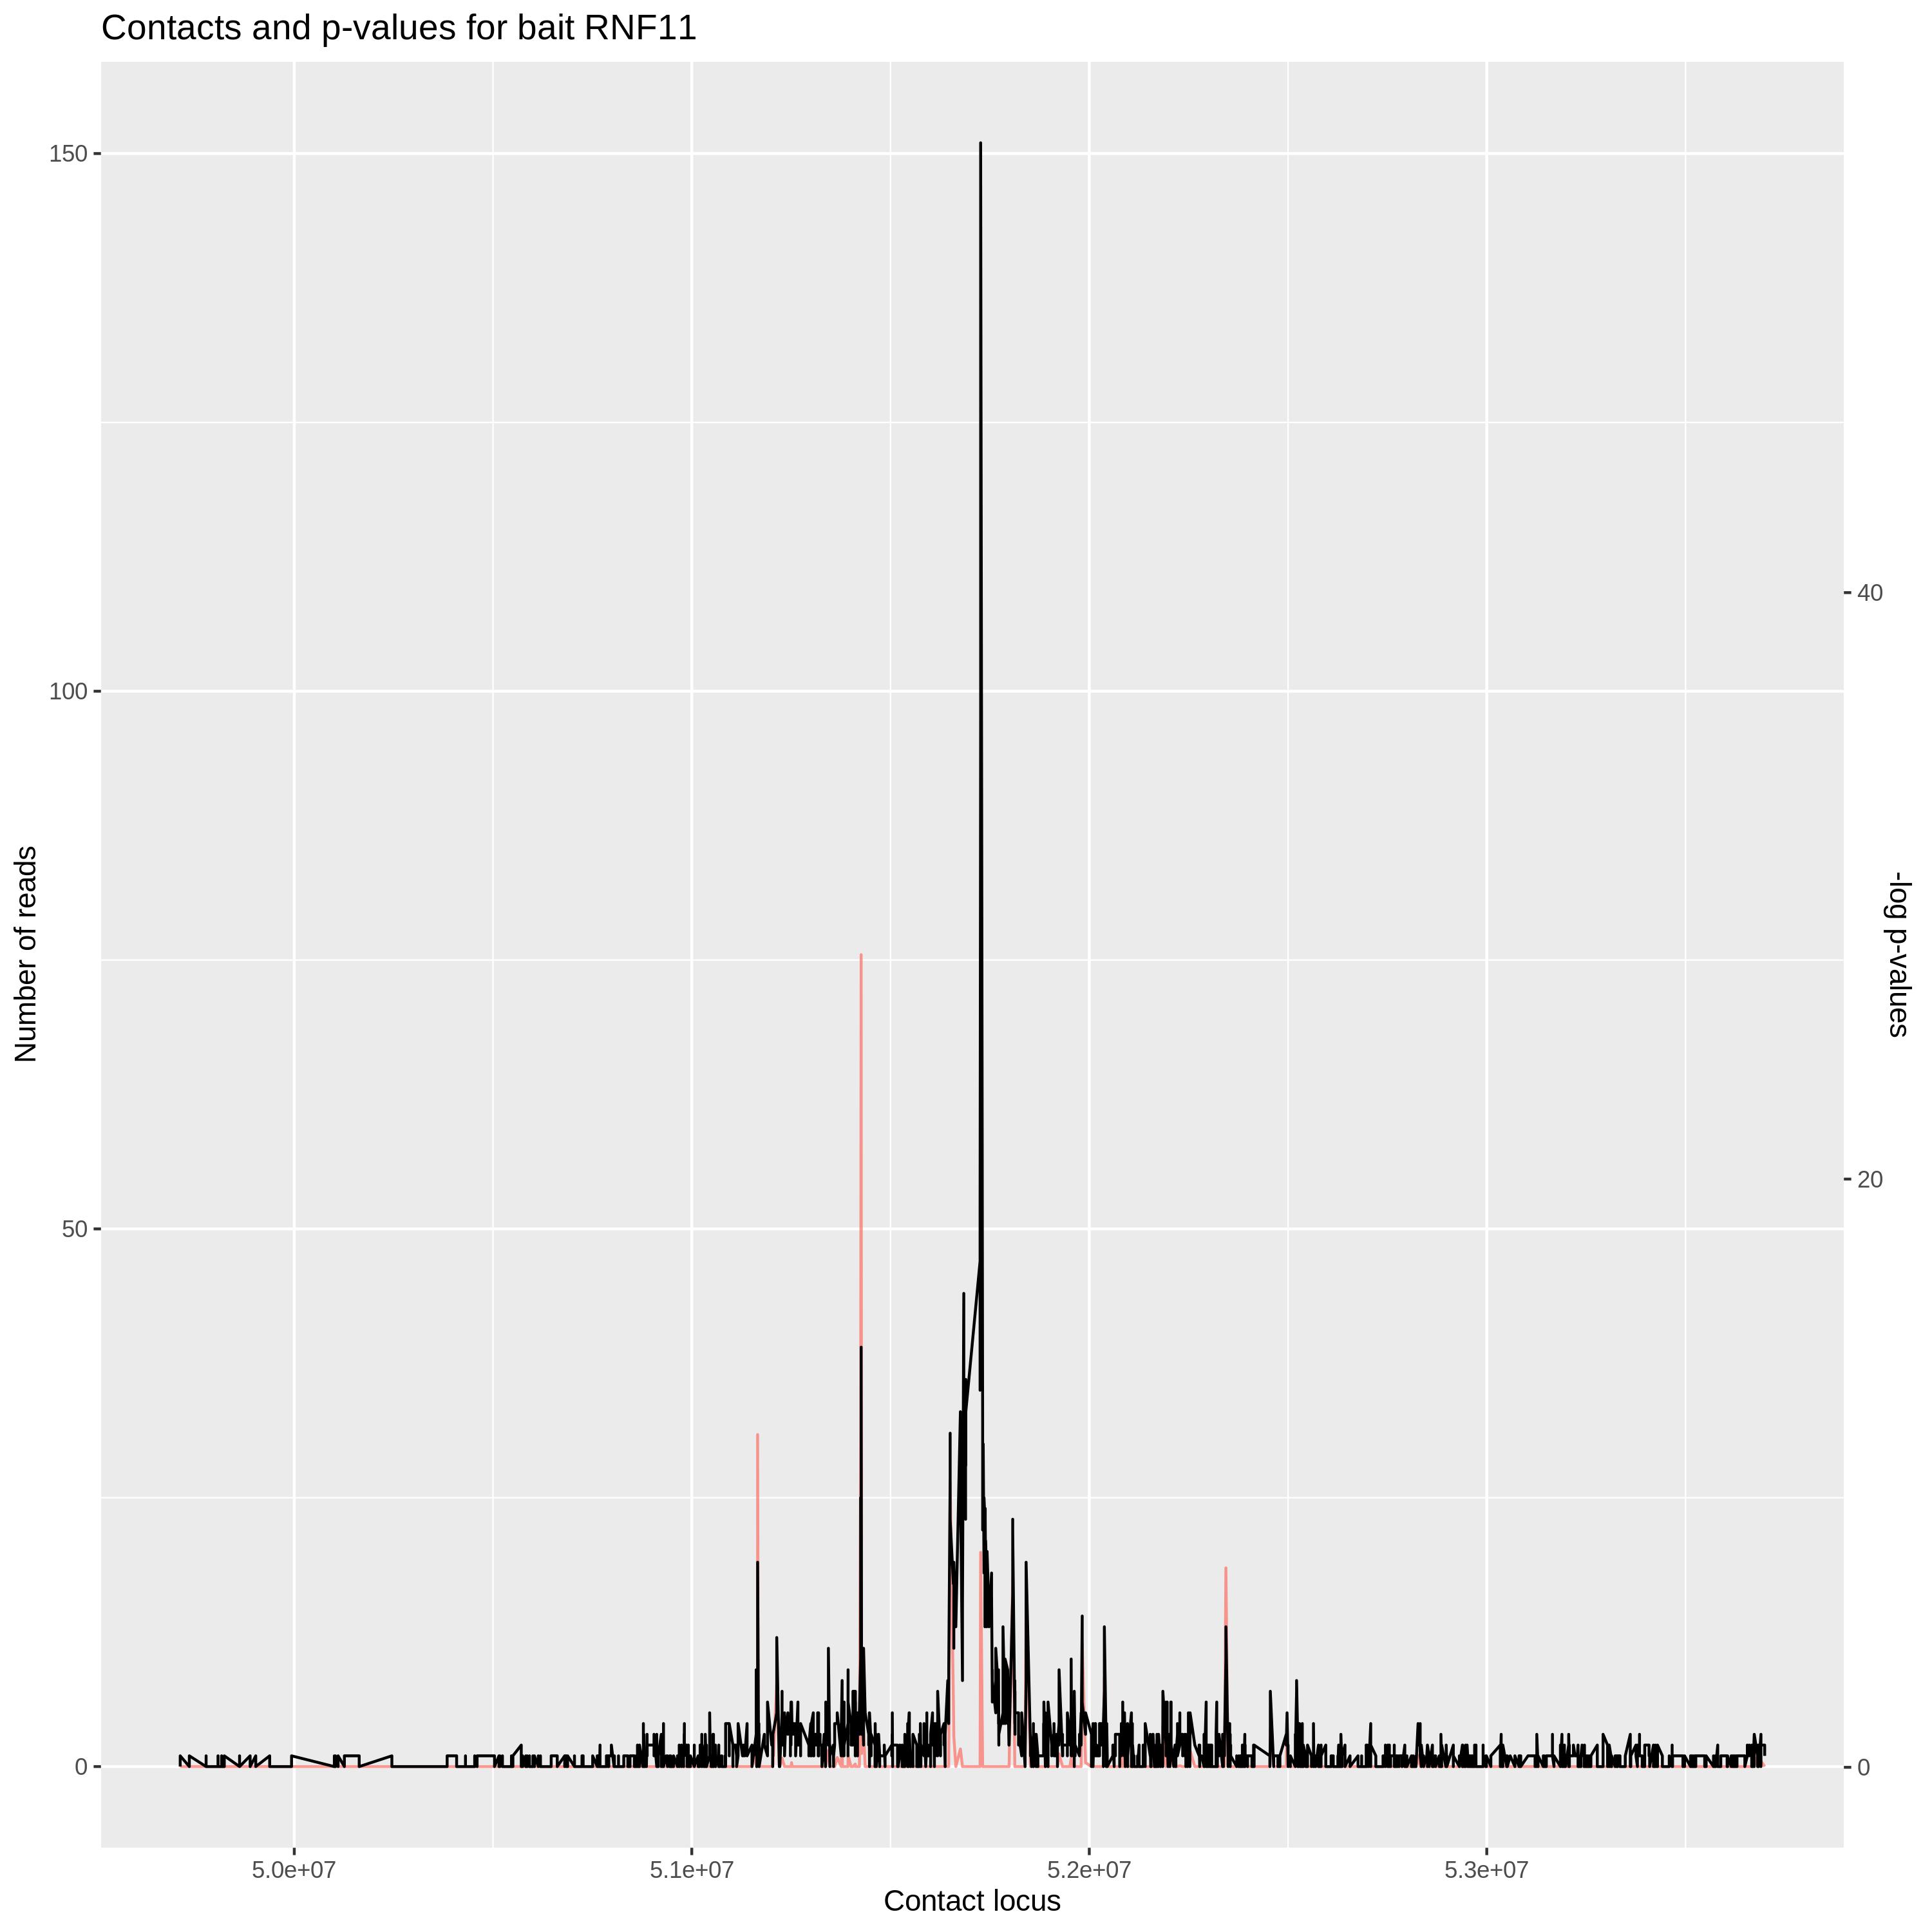 Contacts and p-values for bait RNF11
150
100
50
0
Number of reads
40
20
0
-log p-values
5.0e+07 5.1e+07 5.2e+07 5.3e+07
Contact locus